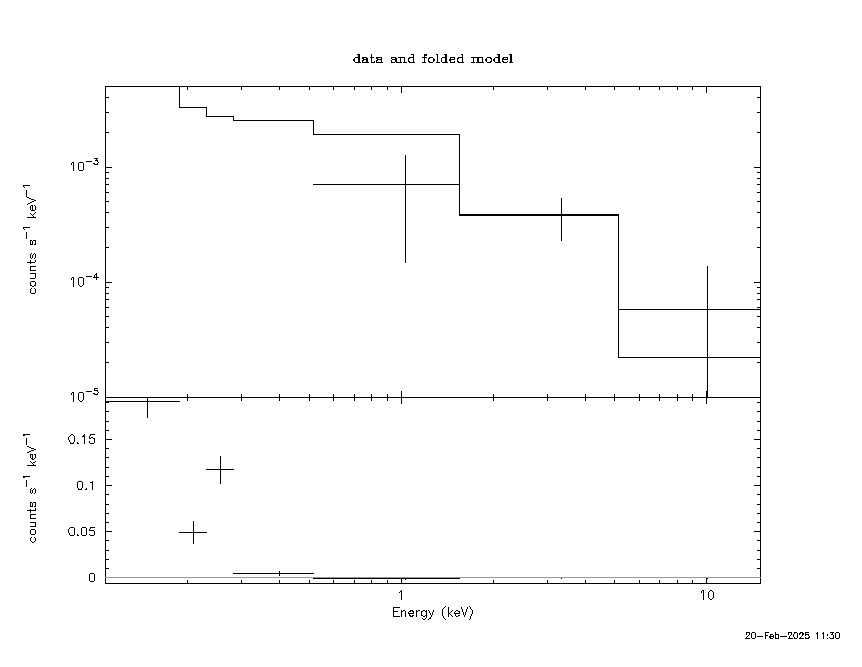 data and folded model
counts s−1 keV−1
10−3
10−4
10−5
counts s−1 keV−1
0.15
0.1
0.05
0
1
10
Energy (keV)
20−Feb−2025 11:30